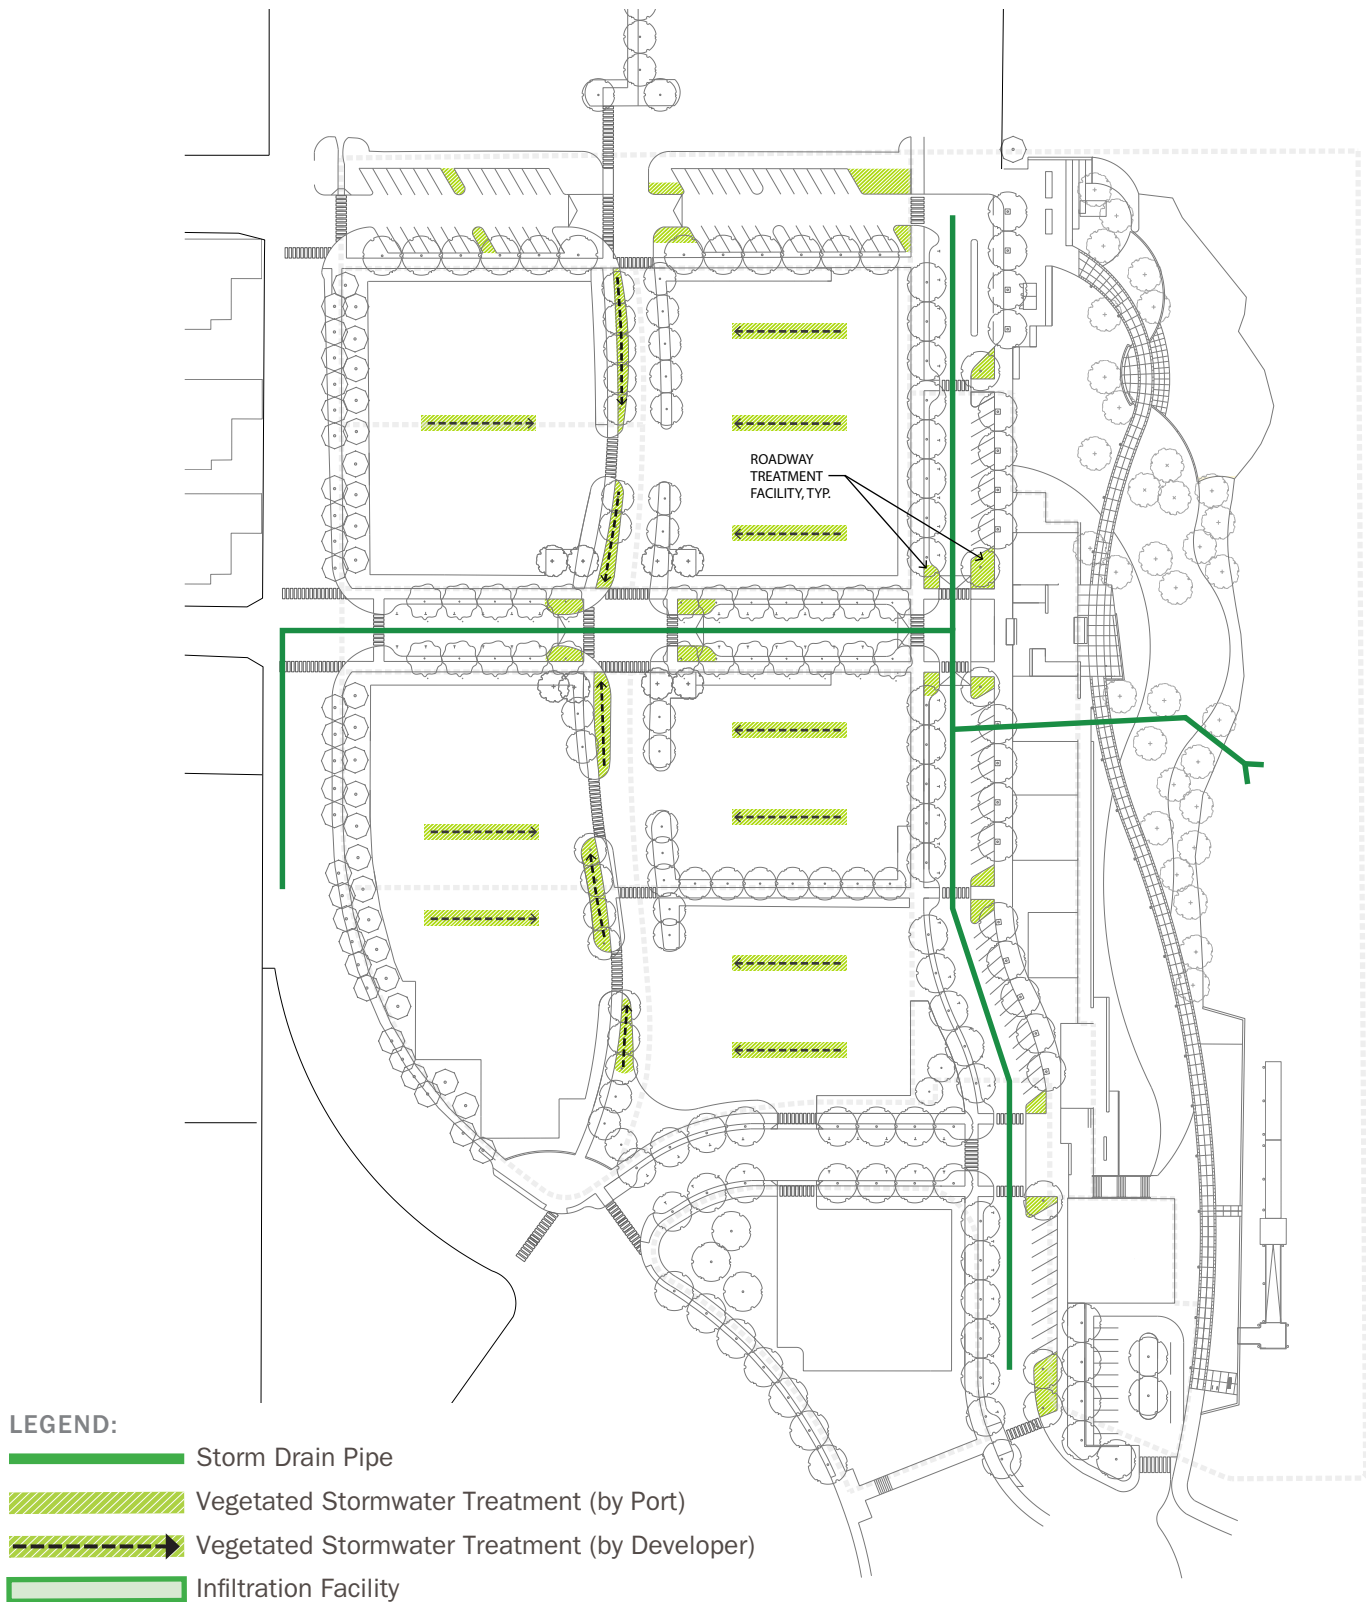 ROADWAY
TREATMENT
FACILITY, TYP.
LEGEND:
Storm Drain Pipe
Vegetated Stormwater Treatment (by Port)
Vegetated Stormwater Treatment (by Developer)
Infiltration Facility